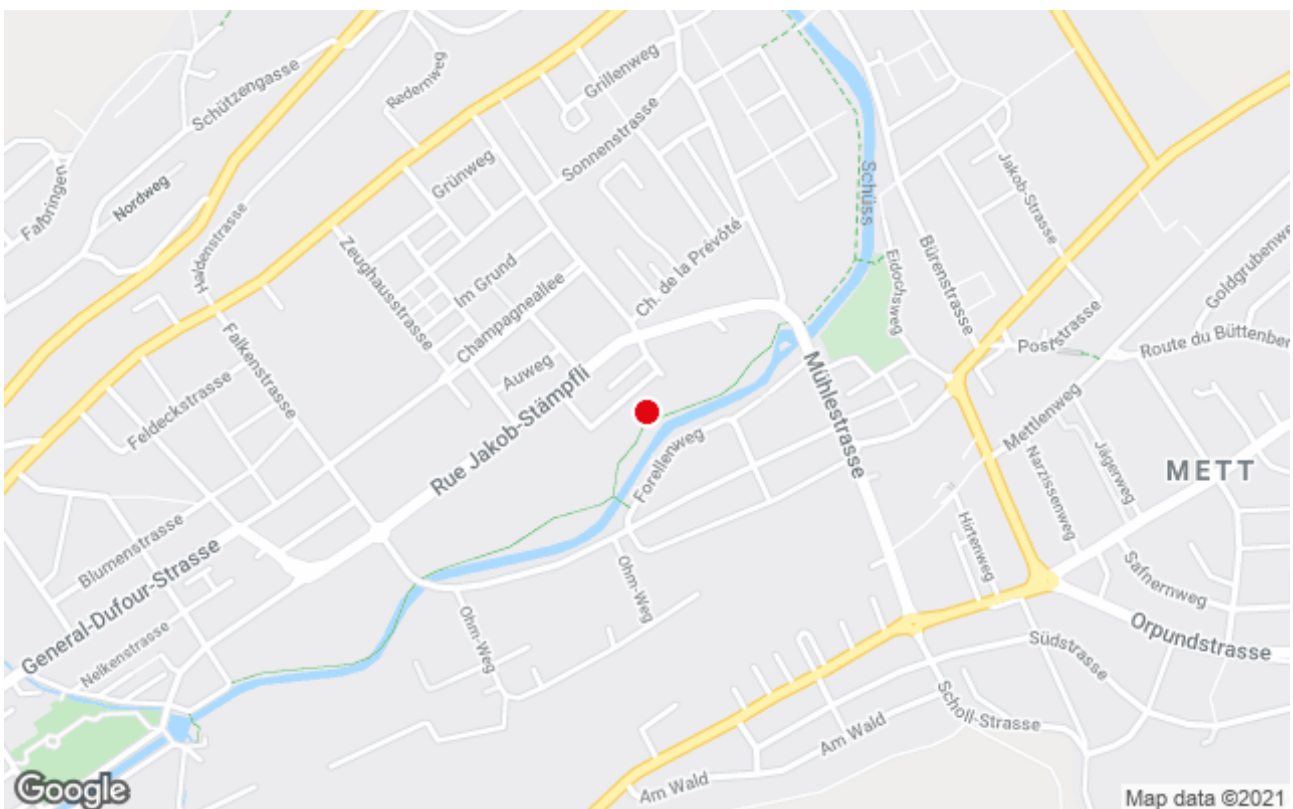 Schützengasse
Redernweg
Grillenweg
Falbringen
Nordweg
Heldenstrasse
Grünweg
Sonnenstrasse
Schüss
Jakob-Strasse
Zeughausstrasse
Im Grund
Ch. de la Prévôté
Eidochsweg
Bürenstrasse
Goldgrubenwe
Champagneallee
Falkenstrasse
Auweg
Poststrasse
Route du Büttenber
Feldeckstrasse
Rue Jakob-Stämpfli
Mühlestrasse
Mettlenweg
Forellenweg
Narzissenweg
Jägerweg
METT
Blumenstrasse
Hirtenweg
General-Dufour-Strasse
Ohm-Weg
Safnernweg
Nelkenstrasse
Ohm-Weg
Südstrasse
Orpundstrasse
Scholl-Strasse
Am Wald
Am Wald
Google
Map data ©2021